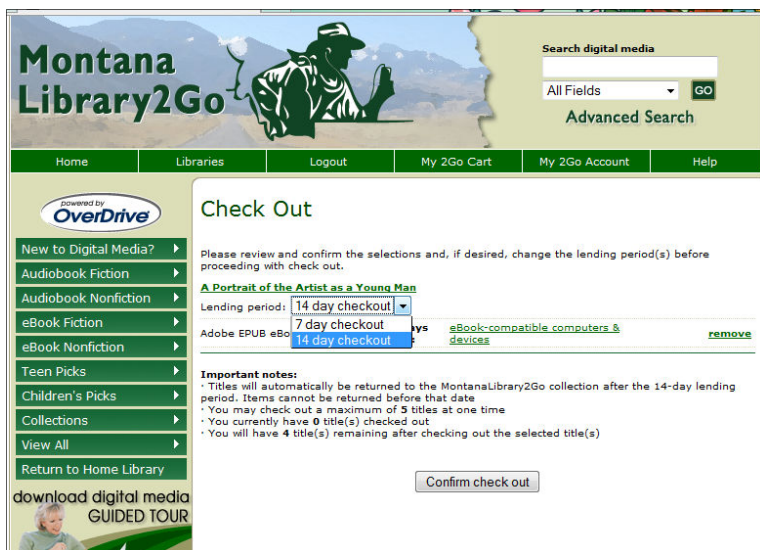 Montana
Library2Go
Search digital media
All Fields
GO
Advanced Search
Home
Libraries
Logout
My 2Go Cart
My 2Go Account
Help
powered by
OverDrive
New to Digital Media?
Audiobook Fiction
Audiobook Nonfiction
eBook Fiction
eBook Nonfiction
Teen Picks
Children's Picks
Collections
View All
Return to Home Library
download digital media
GUIDED TOUR
Check Out
Please review and confirm the selections and, if desired, change the lending period(s) before
proceeding with check out.
A Portrait of the Artist as a Young Man
Lending period: 14 day checkout
7 day checkout
14 day checkout
Adobe EPUB eBo
eBook-compatible computers &
devices
remove
Important notes:
· Titles will automatically be returned to the MontanaLibrary2Go collection after the 14-day lending
period. Items cannot be returned before that date
· You may check out a maximum of 5 titles at one time
· You currently have 0 title(s) checked out
· You will have 4 title(s) remaining after checking out the selected title(s)
Confirm check out